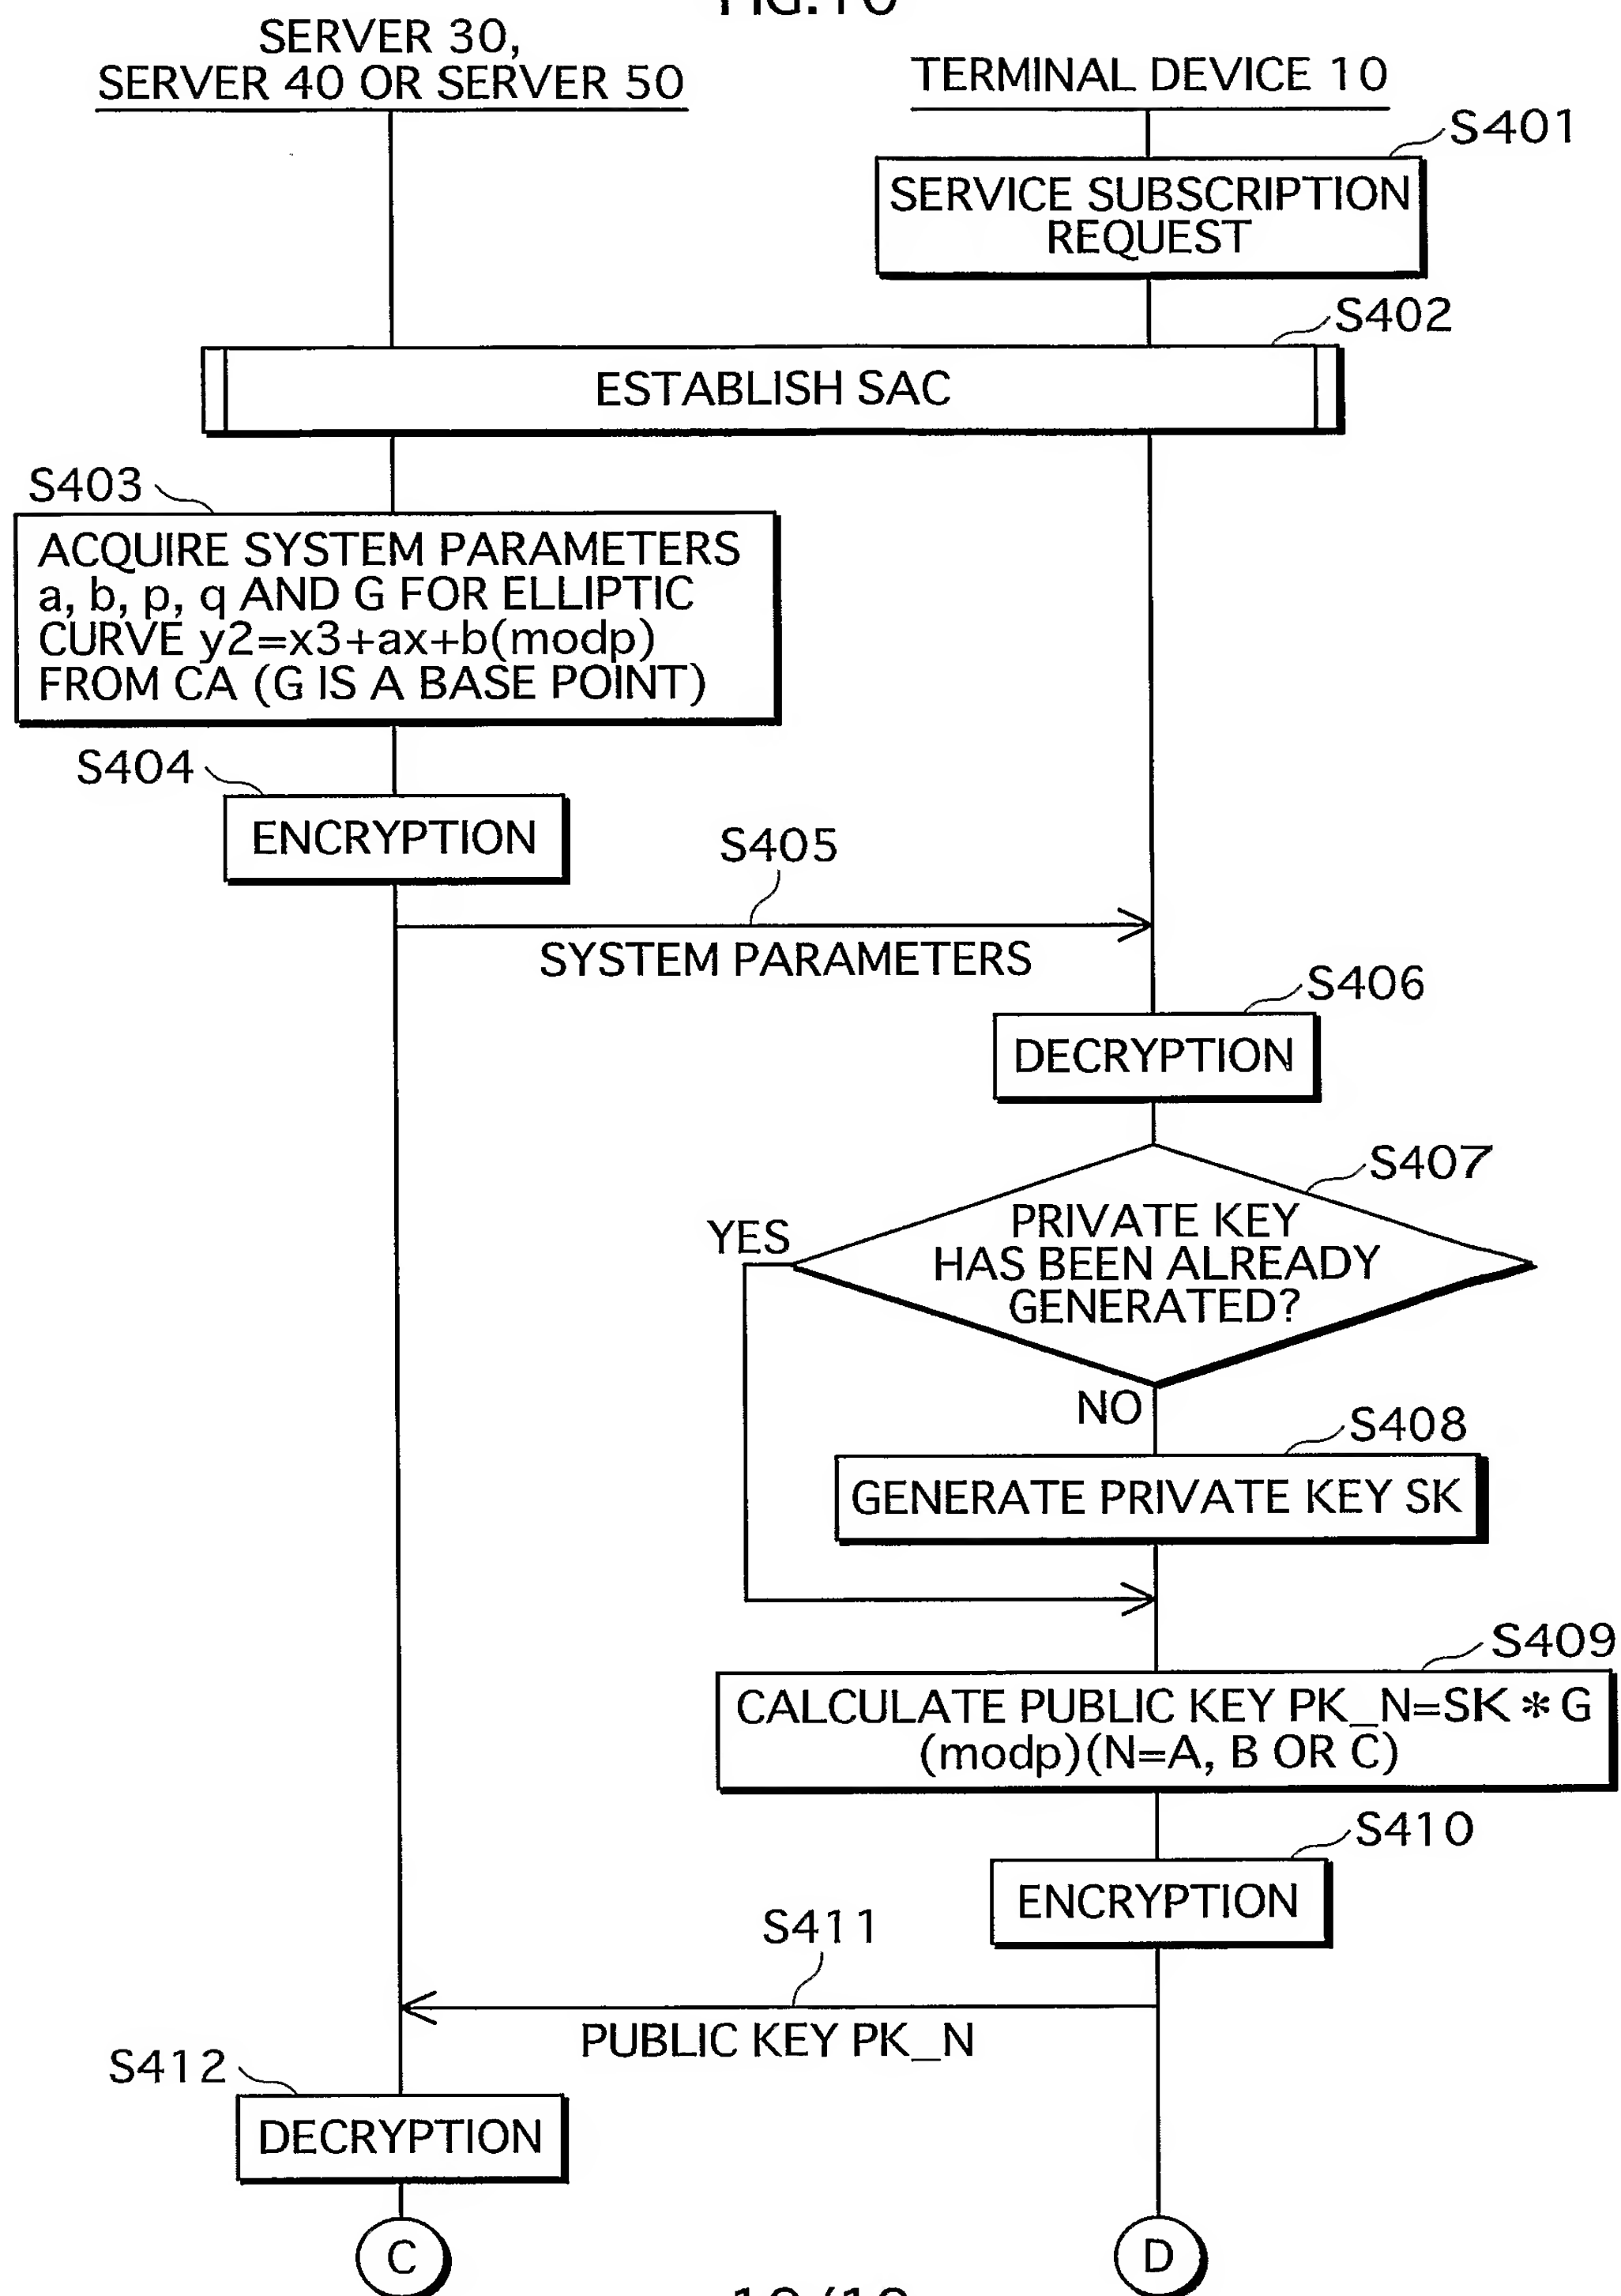 FIG.10
SERVER 30,
SERVER 40 OR SERVER 50
TERMINAL DEVICE 10
S401
SERVICE SUBSCRIPTION
REQUEST
S402
ESTABLISH SAC
S403
ACQUIRE SYSTEM PARAMETERS
a, b, p, q AND G FOR ELLIPTIC
CURVE y2=x3+ax+b(modp)
FROM CA (G IS A BASE POINT)
S404
ENCRYPTION
S405
SYSTEM PARAMETERS
S406
DECRYPTION
S407
PRIVATE KEY
HAS BEEN ALREADY
GENERATED?
YES
NO
S408
GENERATE PRIVATE KEY SK
S409
CALCULATE PUBLIC KEY PK_N=SK * G
(modp)(N=A, B OR C)
S410
ENCRYPTION
S411
PUBLIC KEY PK_N
S412
DECRYPTION
C
D